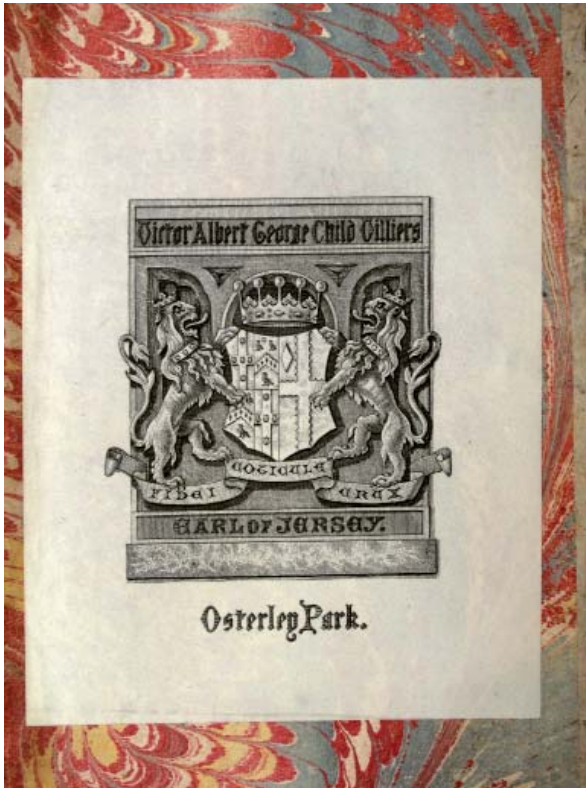 Victor Albert George Child Villiers
COTICULA
FIDEI CRUX
EARL OF JERSEY.
Osterley Park.